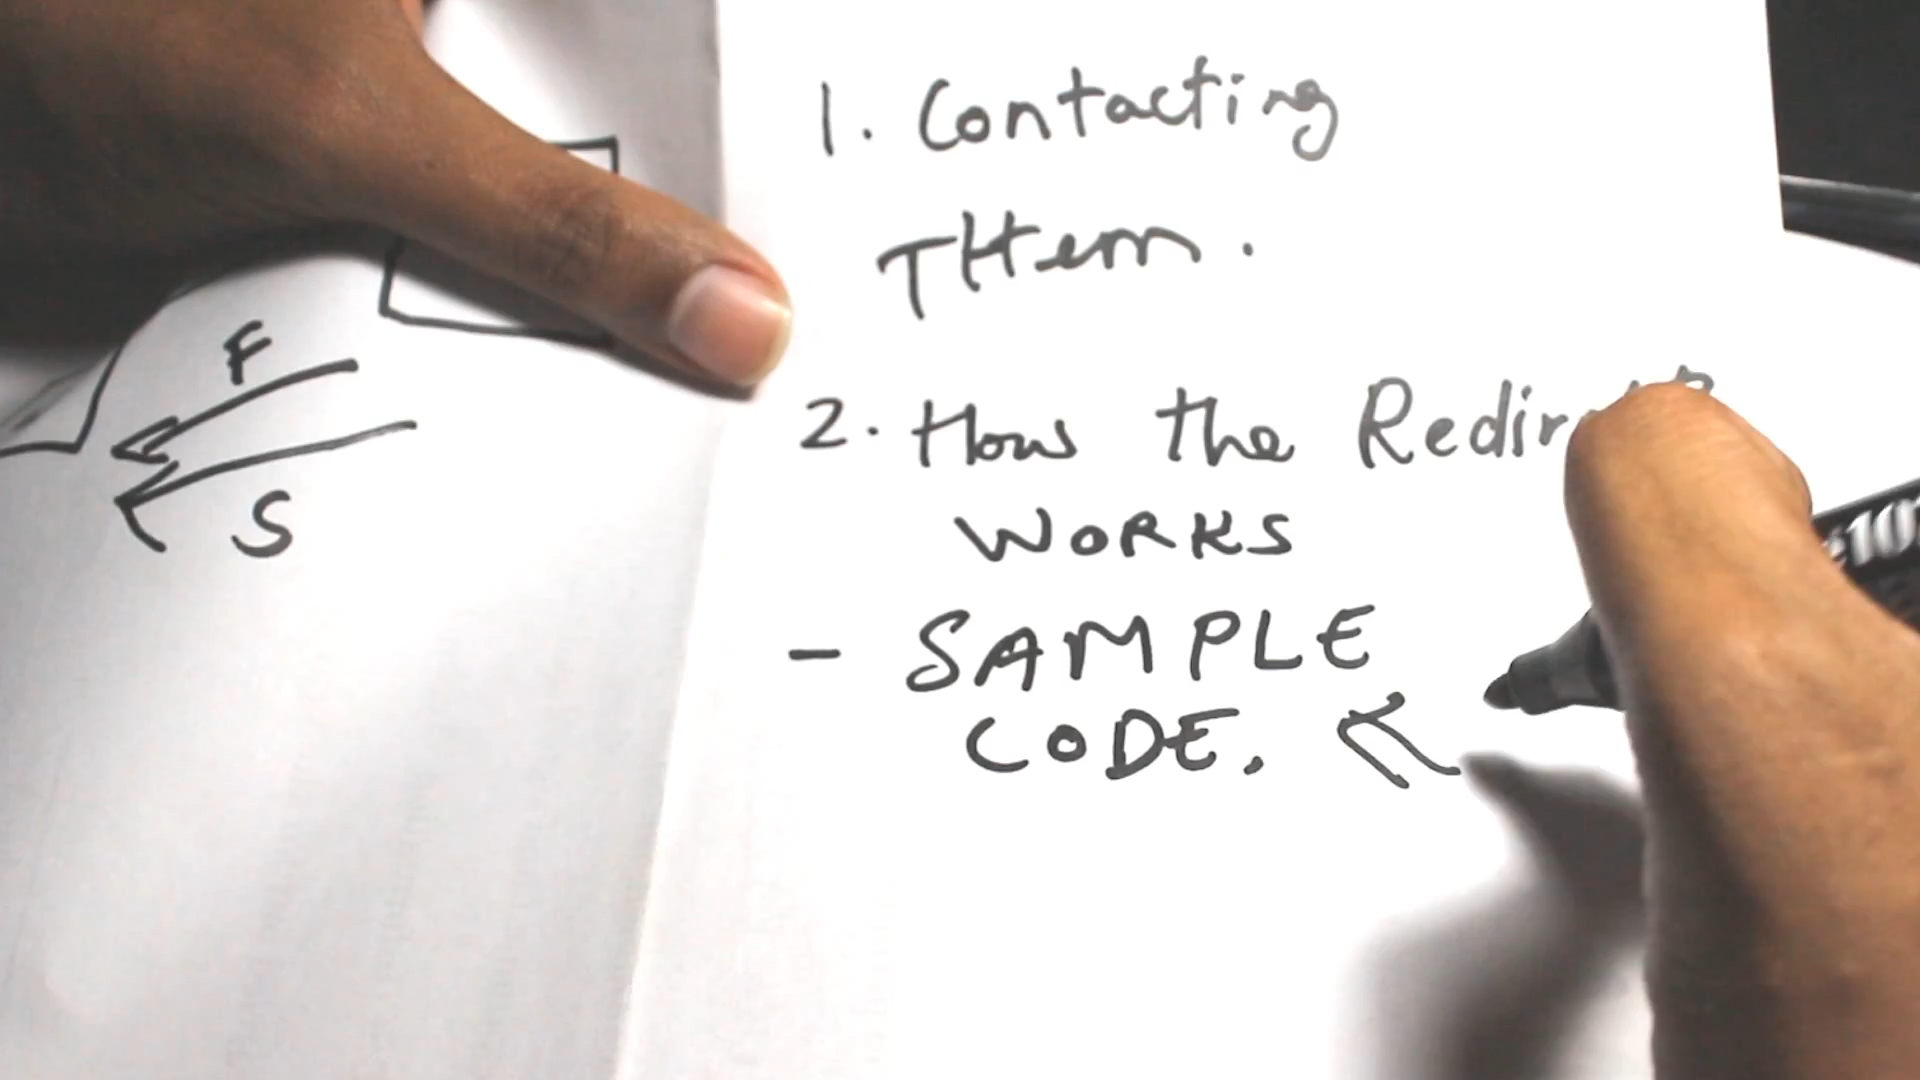 1. Contacting
THem.
2. How the
WORKS
- SAMPLE
CODE.
F
S